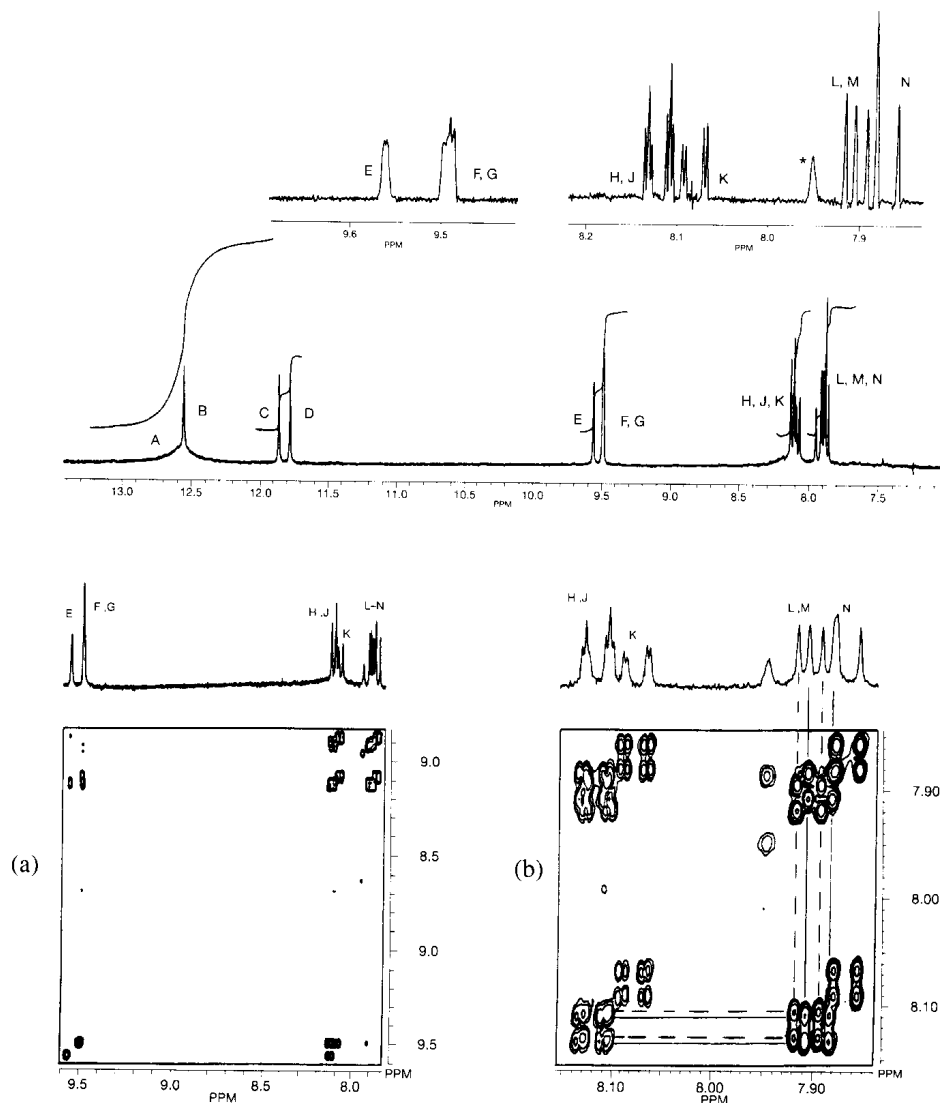 E
F, G
9.6
9.5
PPM
H, J
K
*
L, M
N
8.2
8.1
8.0
7.9
PPM
A
B
C
D
E
F, G
H, J, K
L, M, N
13.0
12.5
12.0
11.5
11.0
10.5
10.0
9.5
9.0
8.5
8.0
7.5
PPM
E
F ,G
H ,J
K
L-N
(a)
9.0
8.5
9.0
9.5
PPM
9.5
9.0
8.5
8.0
PPM
H ,J
K
L, M
N
(b)
7.90
8.00
8.10
PPM
8.10
8.00
7.90
PPM